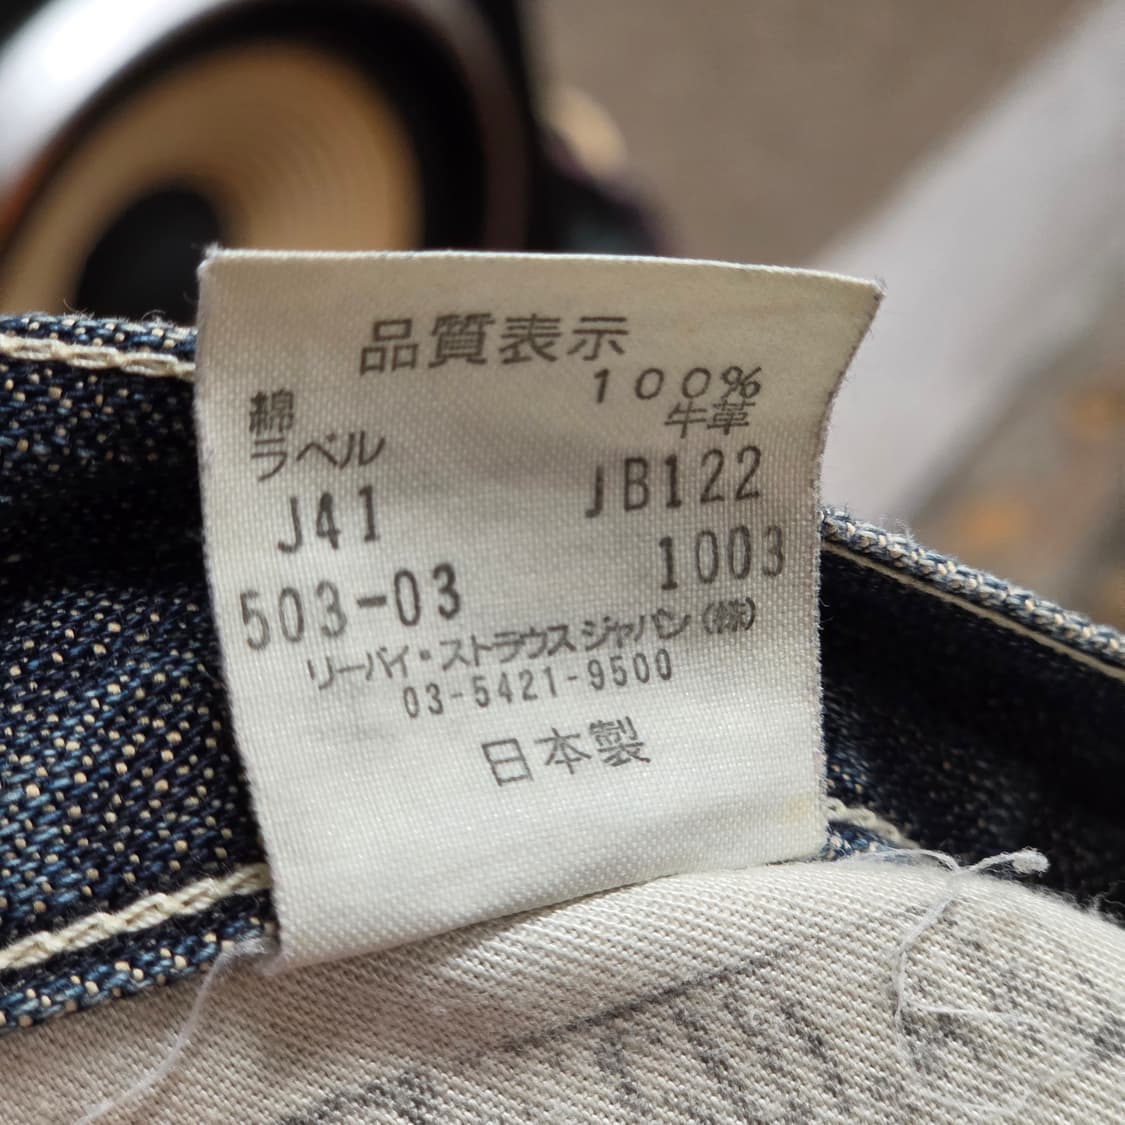 品質表示
綿 100%
ラベル 牛革
J41 JB122
503-03 1003
リーバイ・ストラウスジャパン(株)
03-5421-9500
日本製